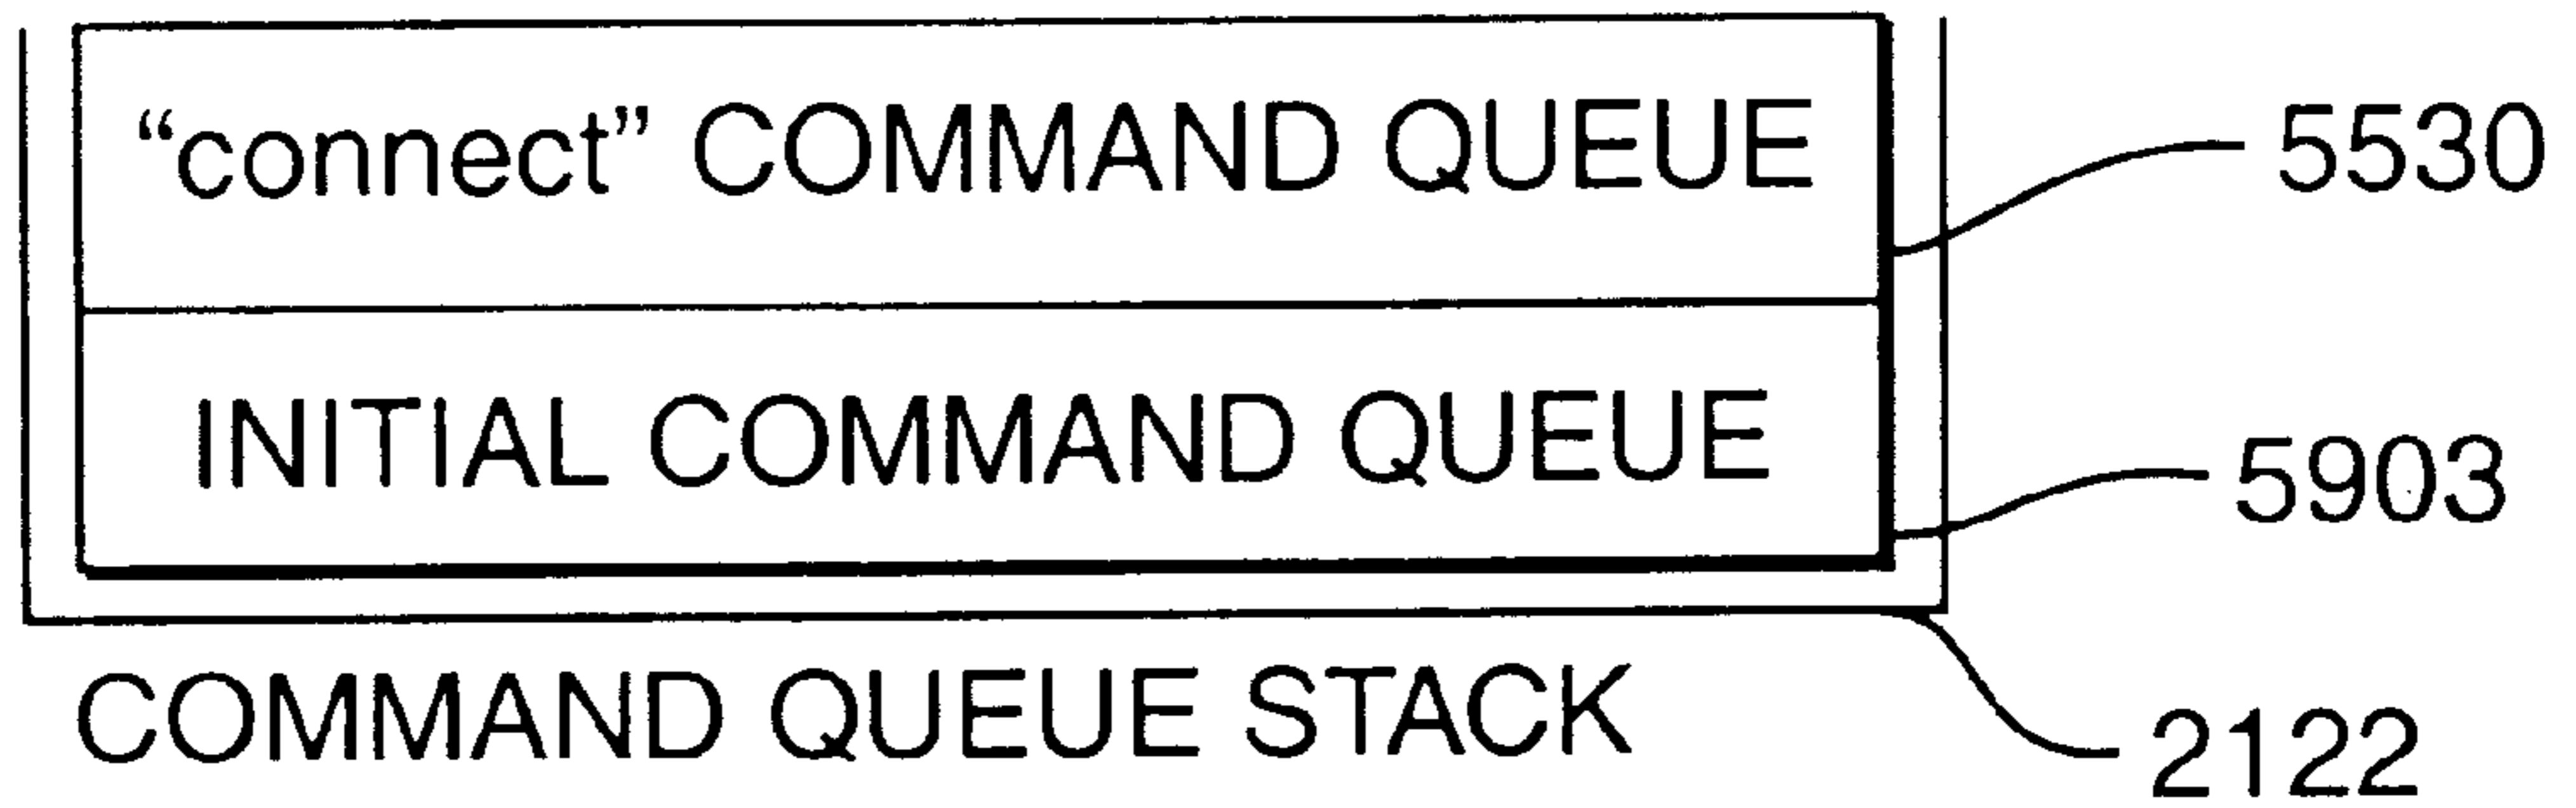 “connect” COMMAND QUEUE
5530
INITIAL COMMAND QUEUE
5903
COMMAND QUEUE STACK
2122